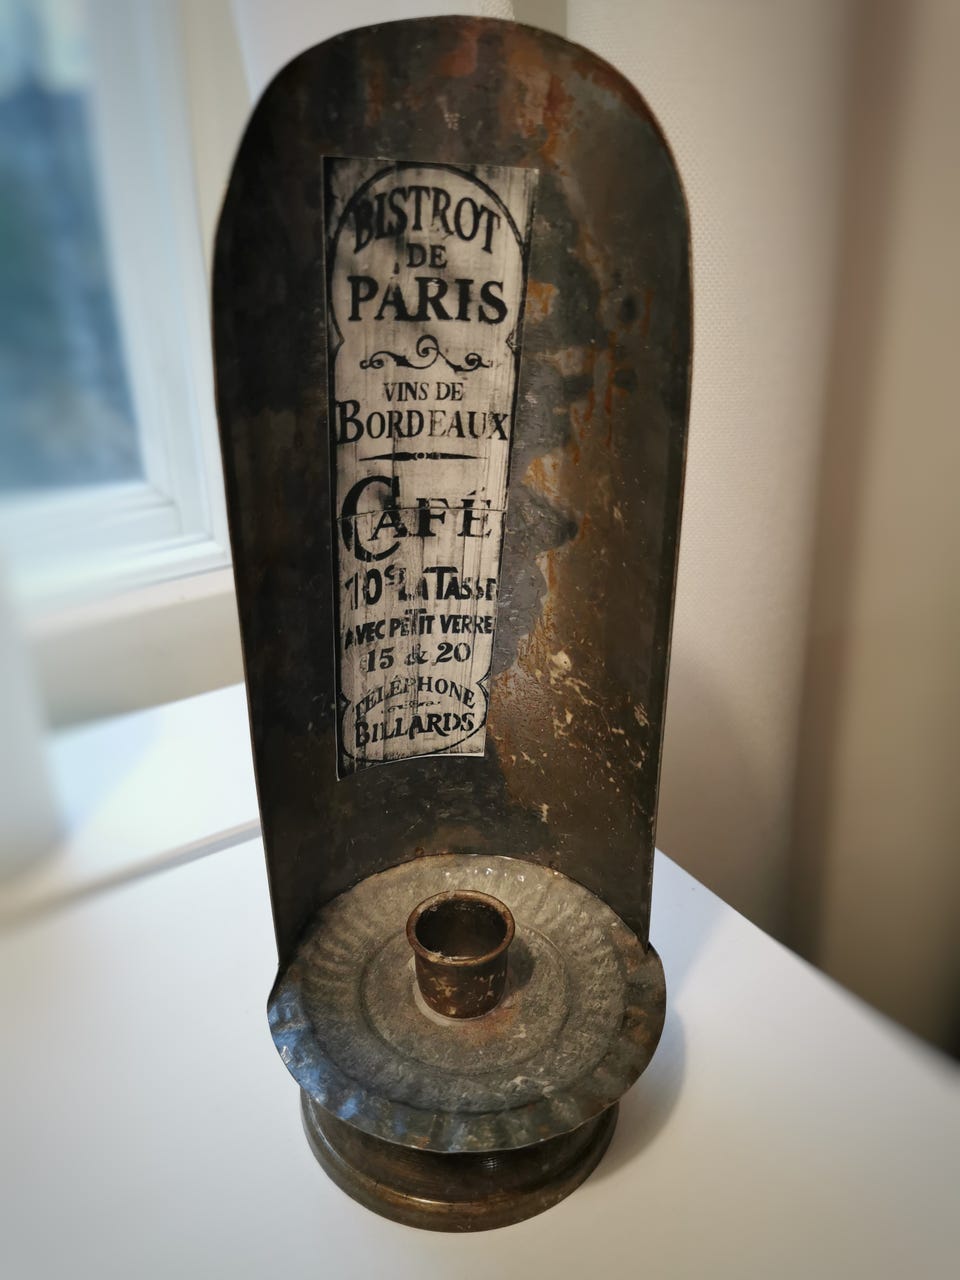 BISTROT
DE
PARIS
VINS DE
BORDEAUX
CAFÉ
10ᶜ LA TASSE
AVEC PETIT VERRE
15 & 20
TÉLÉPHONE
BILLARDS